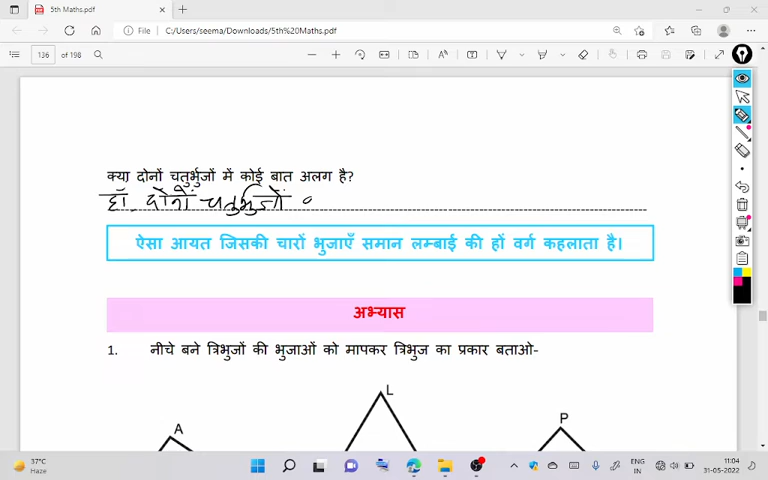 5th Maths.pdf
File
C:/Users/seema/Downloads/5th%20Maths.pdf
136 of 198
क्या दोनों चतुर्भुजों में कोई बात अलग है?
हाँ. दोनों चतुर्भुजों
ऐसा आयत जिसकी चारों भुजाएँ समान लम्बाई की हों वर्ग कहलाता है।
अभ्यास
1. नीचे बने त्रिभुजों की भुजाओं को मापकर त्रिभुज का प्रकार बताओ-
L
A
P
37°C
Haze
ENG
IN
11:04
31-05-2022